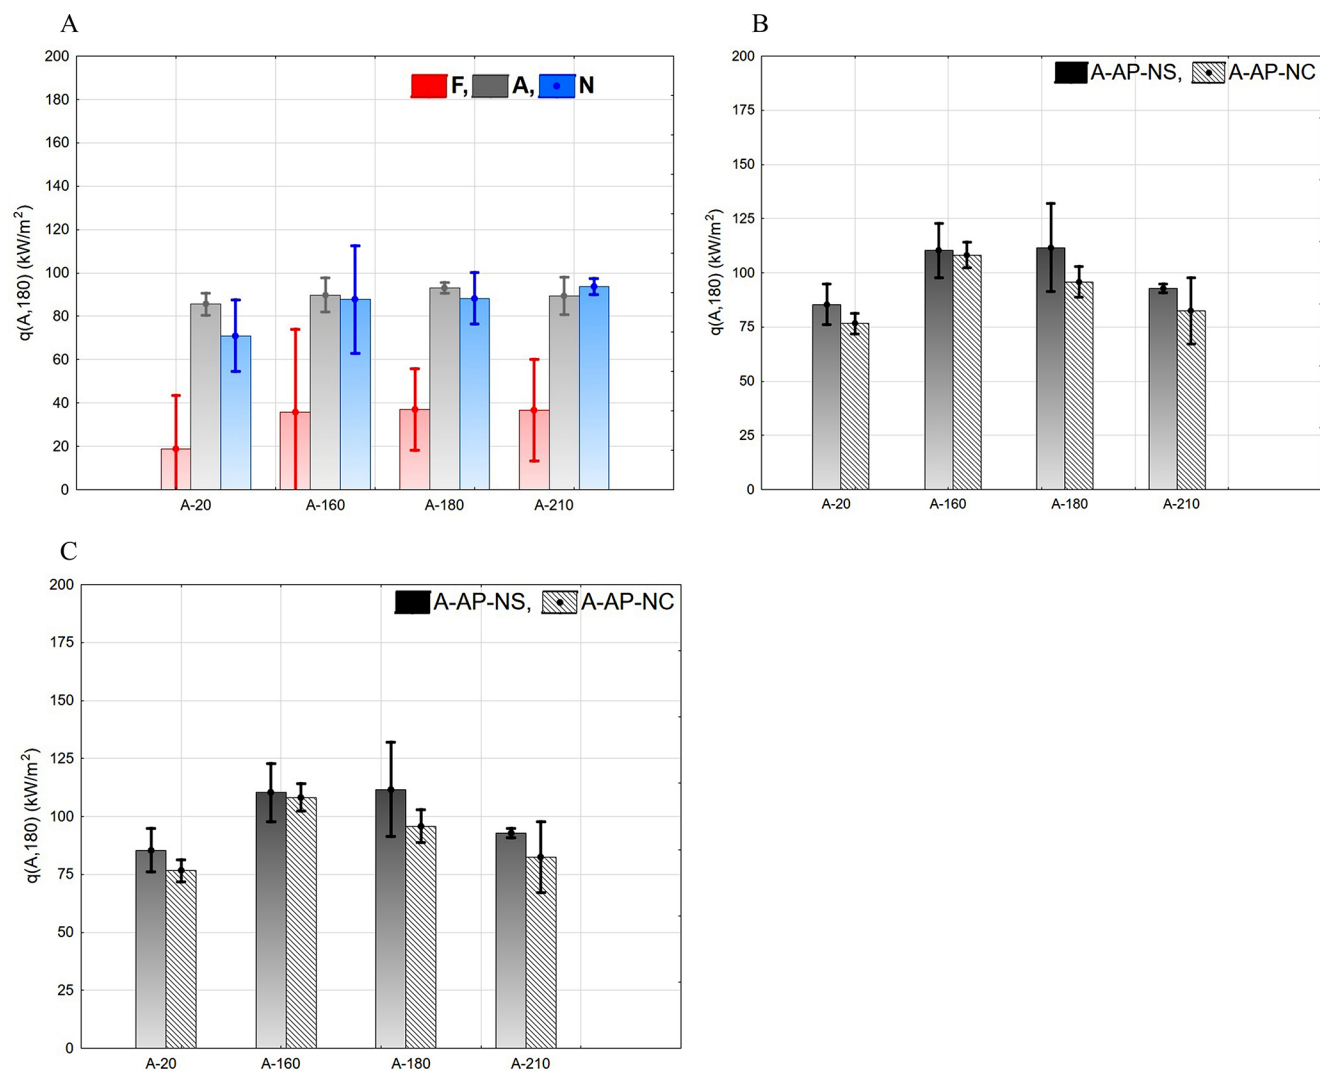 A
q(A,180) (kW/m²)
200
180
160
140
120
100
80
60
40
20
0
F, A, N
A-20 A-160 A-180 A-210
B
q(A,180) (kW/m²)
200
175
150
125
100
75
50
25
0
A-AP-NS, A-AP-NC
A-20 A-160 A-180 A-210
C
q(A,180) (kW/m²)
200
175
150
125
100
75
50
25
0
A-AP-NS, A-AP-NC
A-20 A-160 A-180 A-210